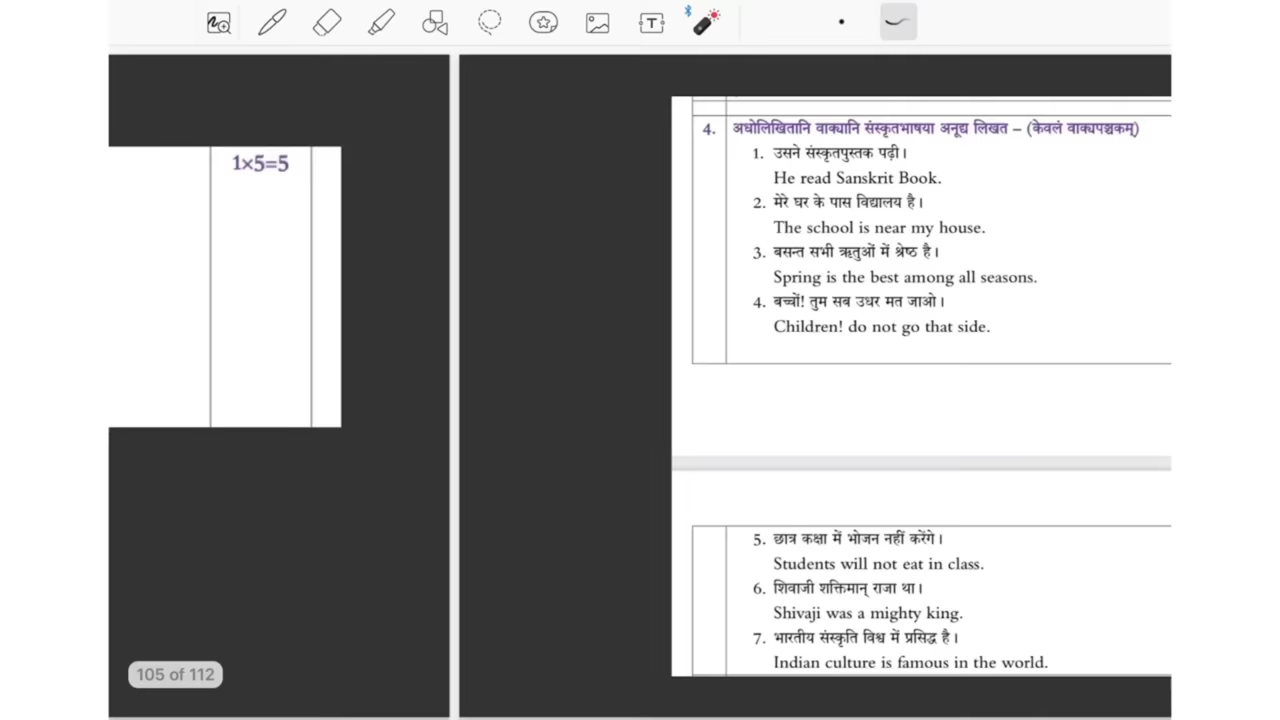 1×5=5
4. अधोलिखितानि वाक्यानि संस्कृतभाषया अनूद्य लिखत – (केवलं वाक्यपञ्चकम्)
1. उसने संस्कृतपुस्तक पढ़ी।
He read Sanskrit Book.
2. मेरे घर के पास विद्यालय है।
The school is near my house.
3. बसन्त सभी ऋतुओं में श्रेष्ठ है।
Spring is the best among all seasons.
4. बच्चों! तुम सब उधर मत जाओ।
Children! do not go that side.
5. छात्र कक्षा में भोजन नहीं करेंगे।
Students will not eat in class.
6. शिवाजी शक्तिमान् राजा था।
Shivaji was a mighty king.
7. भारतीय संस्कृति विश्व में प्रसिद्ध है।
Indian culture is famous in the world.
105 of 112